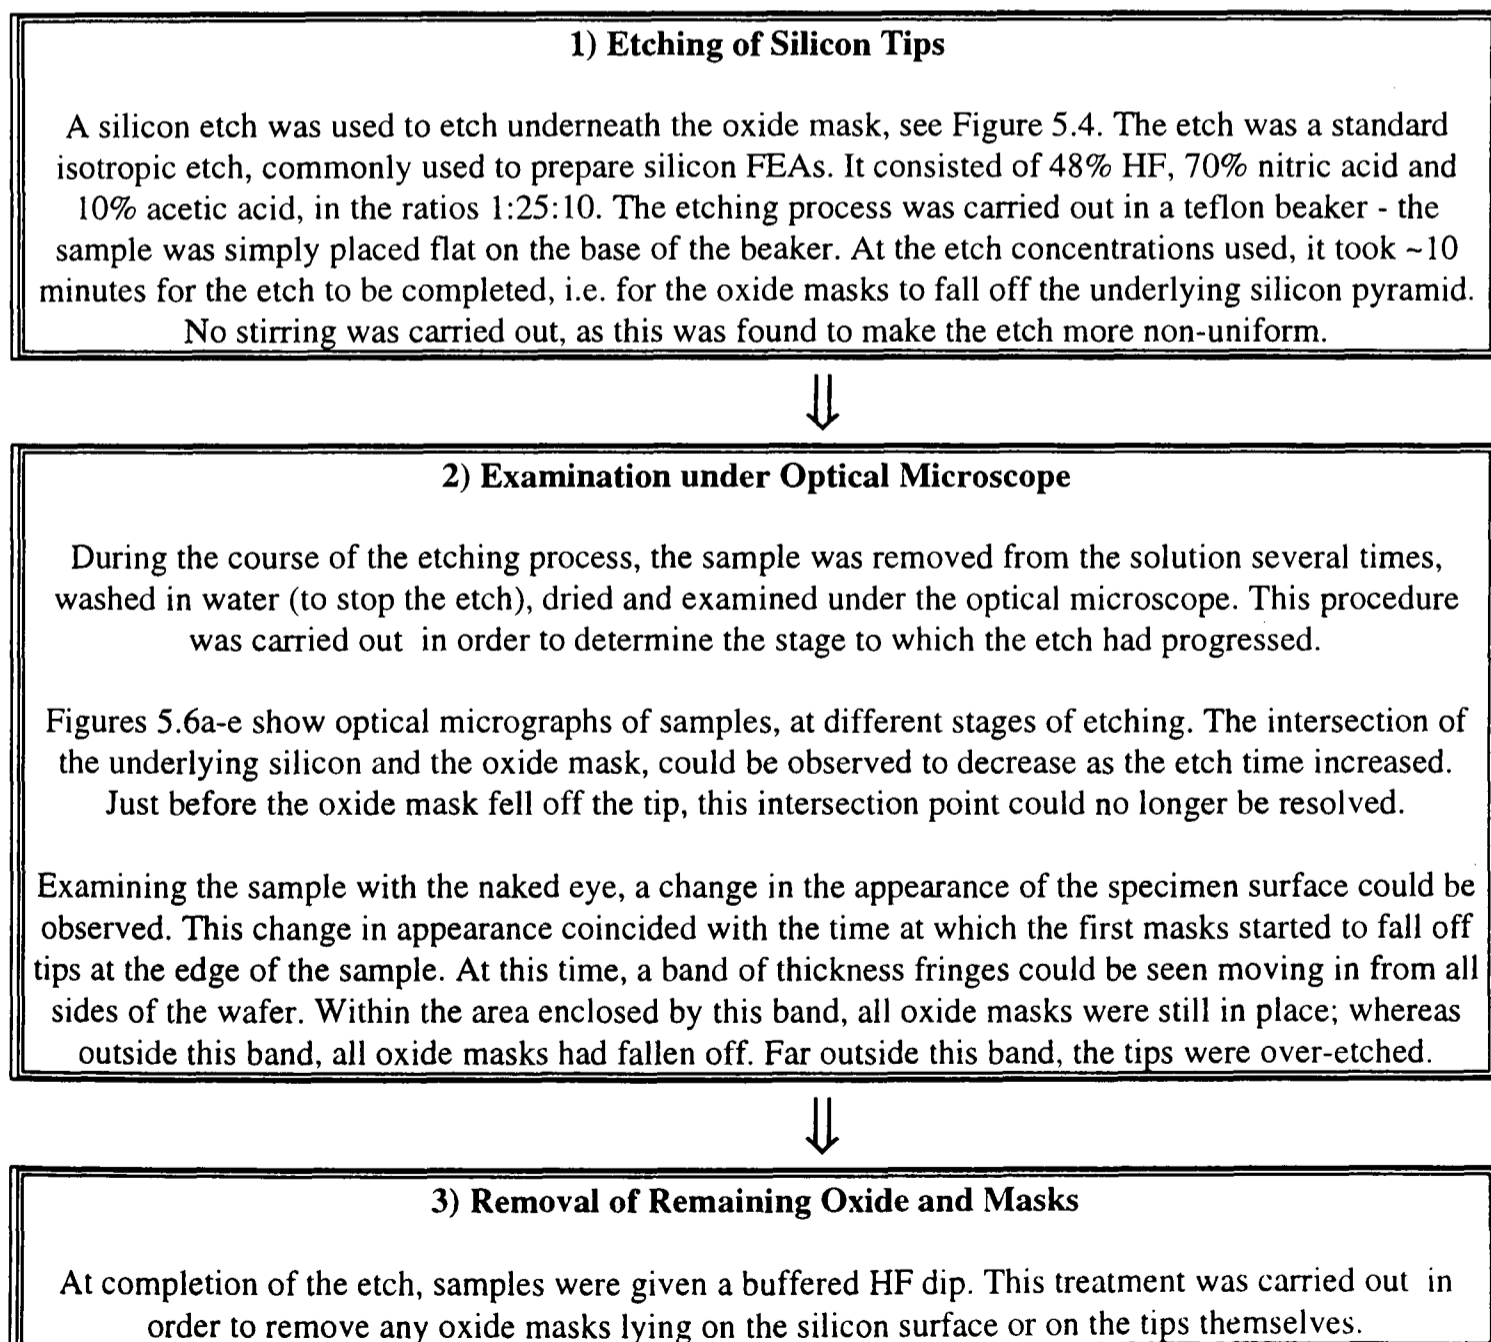 1) Etching of Silicon Tips
A silicon etch was used to etch underneath the oxide mask, see Figure 5.4. The etch was a standard
isotropic etch, commonly used to prepare silicon FEAs. It consisted of 48% HF, 70% nitric acid and
10% acetic acid, in the ratios 1:25:10. The etching process was carried out in a teflon beaker - the
sample was simply placed flat on the base of the beaker. At the etch concentrations used, it took ~10
minutes for the etch to be completed, i.e. for the oxide masks to fall off the underlying silicon pyramid.
No stirring was carried out, as this was found to make the etch more non-uniform.
⇓
2) Examination under Optical Microscope
During the course of the etching process, the sample was removed from the solution several times,
washed in water (to stop the etch), dried and examined under the optical microscope. This procedure
was carried out in order to determine the stage to which the etch had progressed.
Figures 5.6a-e show optical micrographs of samples, at different stages of etching. The intersection of
the underlying silicon and the oxide mask, could be observed to decrease as the etch time increased.
Just before the oxide mask fell off the tip, this intersection point could no longer be resolved.
Examining the sample with the naked eye, a change in the appearance of the specimen surface could be
observed. This change in appearance coincided with the time at which the first masks started to fall off
tips at the edge of the sample. At this time, a band of thickness fringes could be seen moving in from all
sides of the wafer. Within the area enclosed by this band, all oxide masks were still in place; whereas
outside this band, all oxide masks had fallen off. Far outside this band, the tips were over-etched.
⇓
3) Removal of Remaining Oxide and Masks
At completion of the etch, samples were given a buffered HF dip. This treatment was carried out in
order to remove any oxide masks lying on the silicon surface or on the tips themselves.